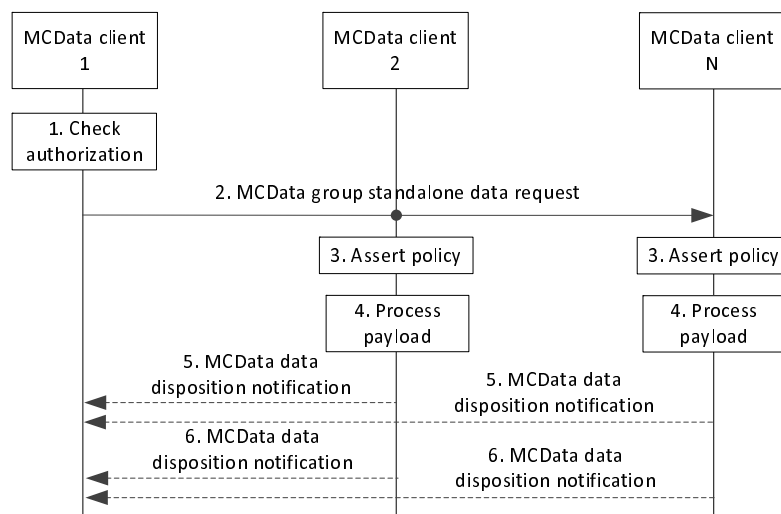 MCData client
1
MCData client
2
MCData client
N
1. Check
authorization
2. MCData group standalone data request
3. Assert policy
3. Assert policy
4. Process
payload
4. Process
payload
5. MCData data
disposition notification
5. MCData data
disposition notification
6. MCData data
disposition notification
6. MCData data
disposition notification